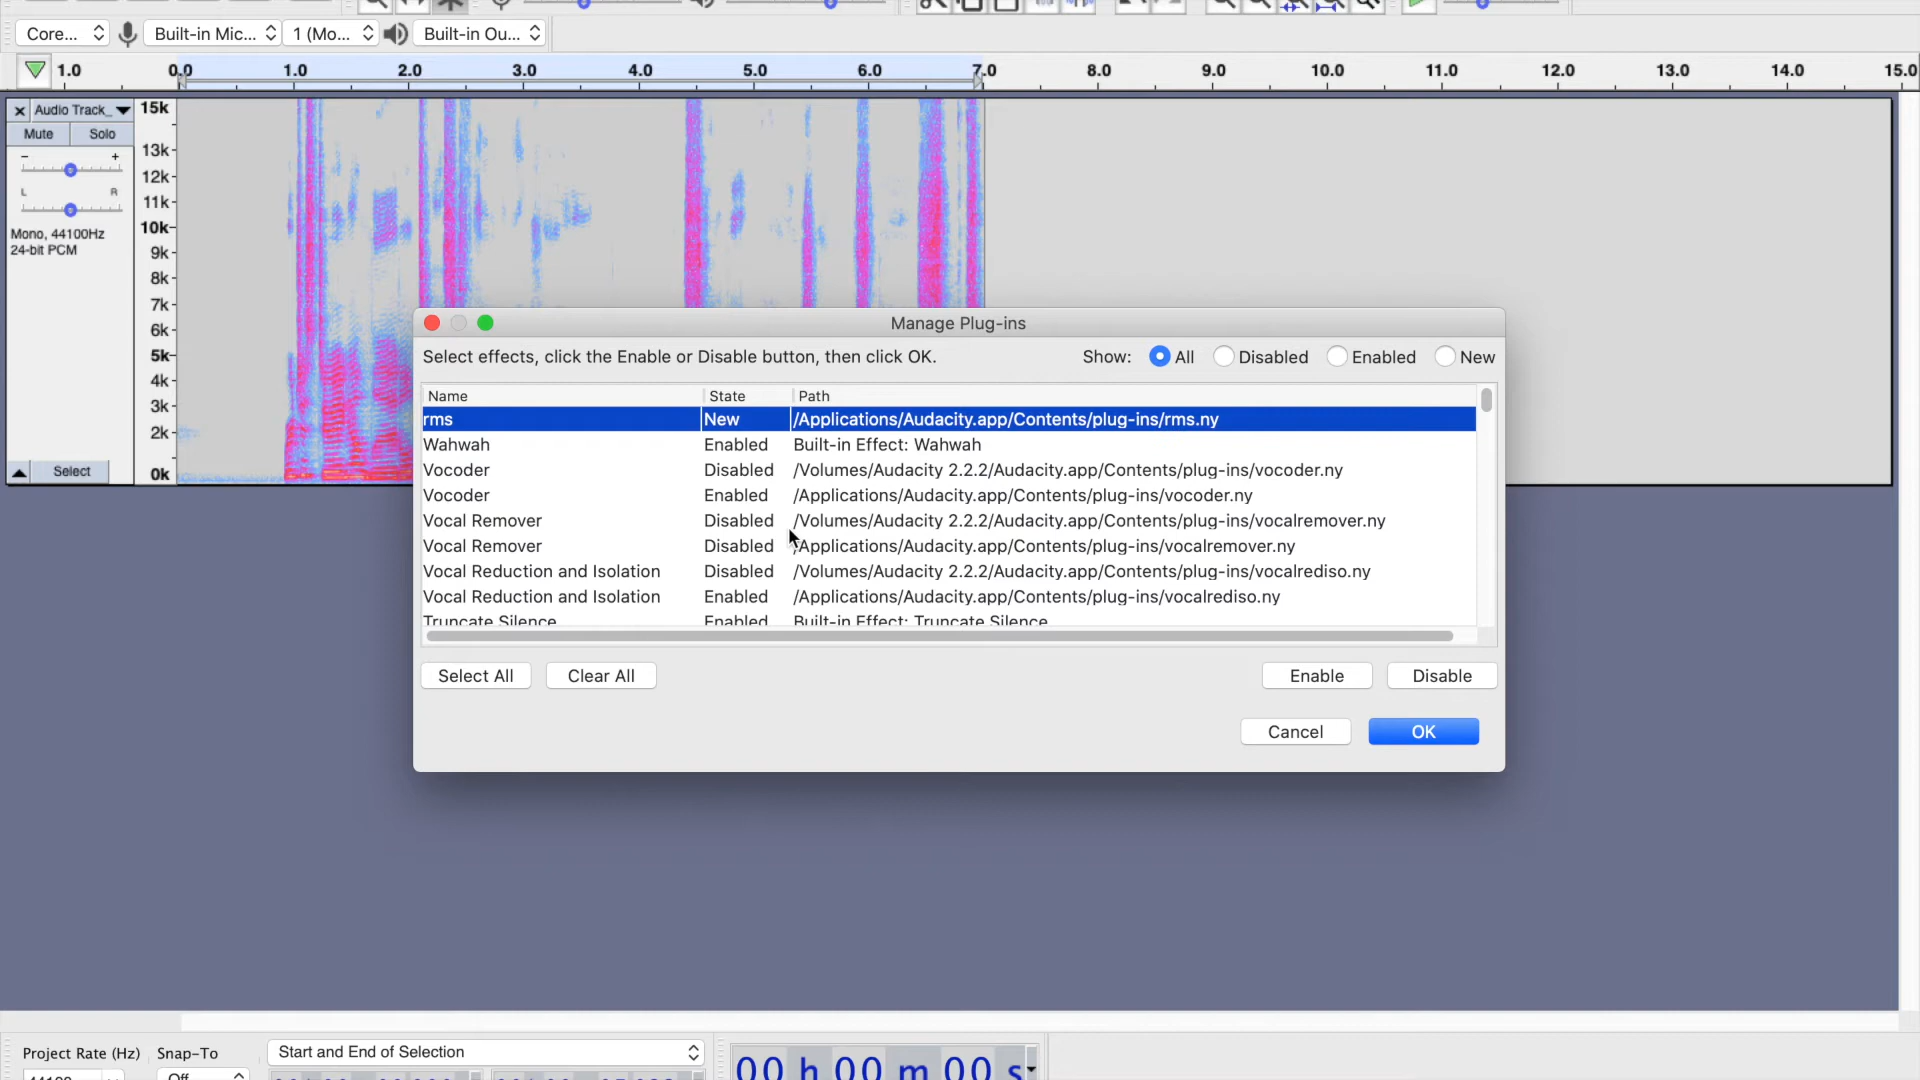 Core...
Built-in Mic...
1 (Mo...
Built-in Ou...
1.0 0.0 1.0 2.0 3.0 4.0 5.0 6.0 7.0 8.0 9.0 10.0 11.0 12.0 13.0 14.0 15.0
Audio Track_
Mute Solo
- +
L R
Mono, 44100Hz
24-bit PCM
Select
15k
13k
12k
11k
10k
9k
8k
7k
6k
5k
4k
3k
2k
0k
Manage Plug-ins
Select effects, click the Enable or Disable button, then click OK.
Show: All Disabled Enabled New
Name State Path
rms New /Applications/Audacity.app/Contents/plug-ins/rms.ny
Wahwah Enabled Built-in Effect: Wahwah
Vocoder Disabled /Volumes/Audacity 2.2.2/Audacity.app/Contents/plug-ins/vocoder.ny
Vocoder Enabled /Applications/Audacity.app/Contents/plug-ins/vocoder.ny
Vocal Remover Disabled /Volumes/Audacity 2.2.2/Audacity.app/Contents/plug-ins/vocalremover.ny
Vocal Remover Disabled /Applications/Audacity.app/Contents/plug-ins/vocalremover.ny
Vocal Reduction and Isolation Disabled /Volumes/Audacity 2.2.2/Audacity.app/Contents/plug-ins/vocalrediso.ny
Vocal Reduction and Isolation Enabled /Applications/Audacity.app/Contents/plug-ins/vocalrediso.ny
Truncate Silence Enabled Built-in Effect: Truncate Silence
Select All Clear All Enable Disable
Cancel OK
Project Rate (Hz) Snap-To Start and End of Selection
44100 Off 00 h 00 m 00 s